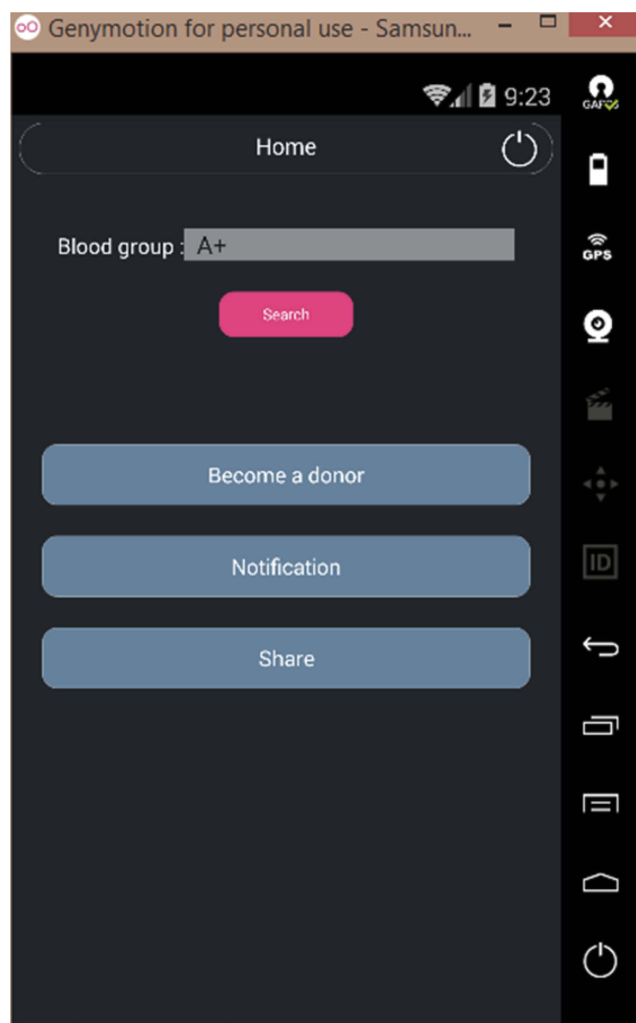 Genymotion for personal use - Samsun...
9:23
GAPPS
Home
Blood group : A+
GPS
Search
Become a donor
Notification
ID
Share